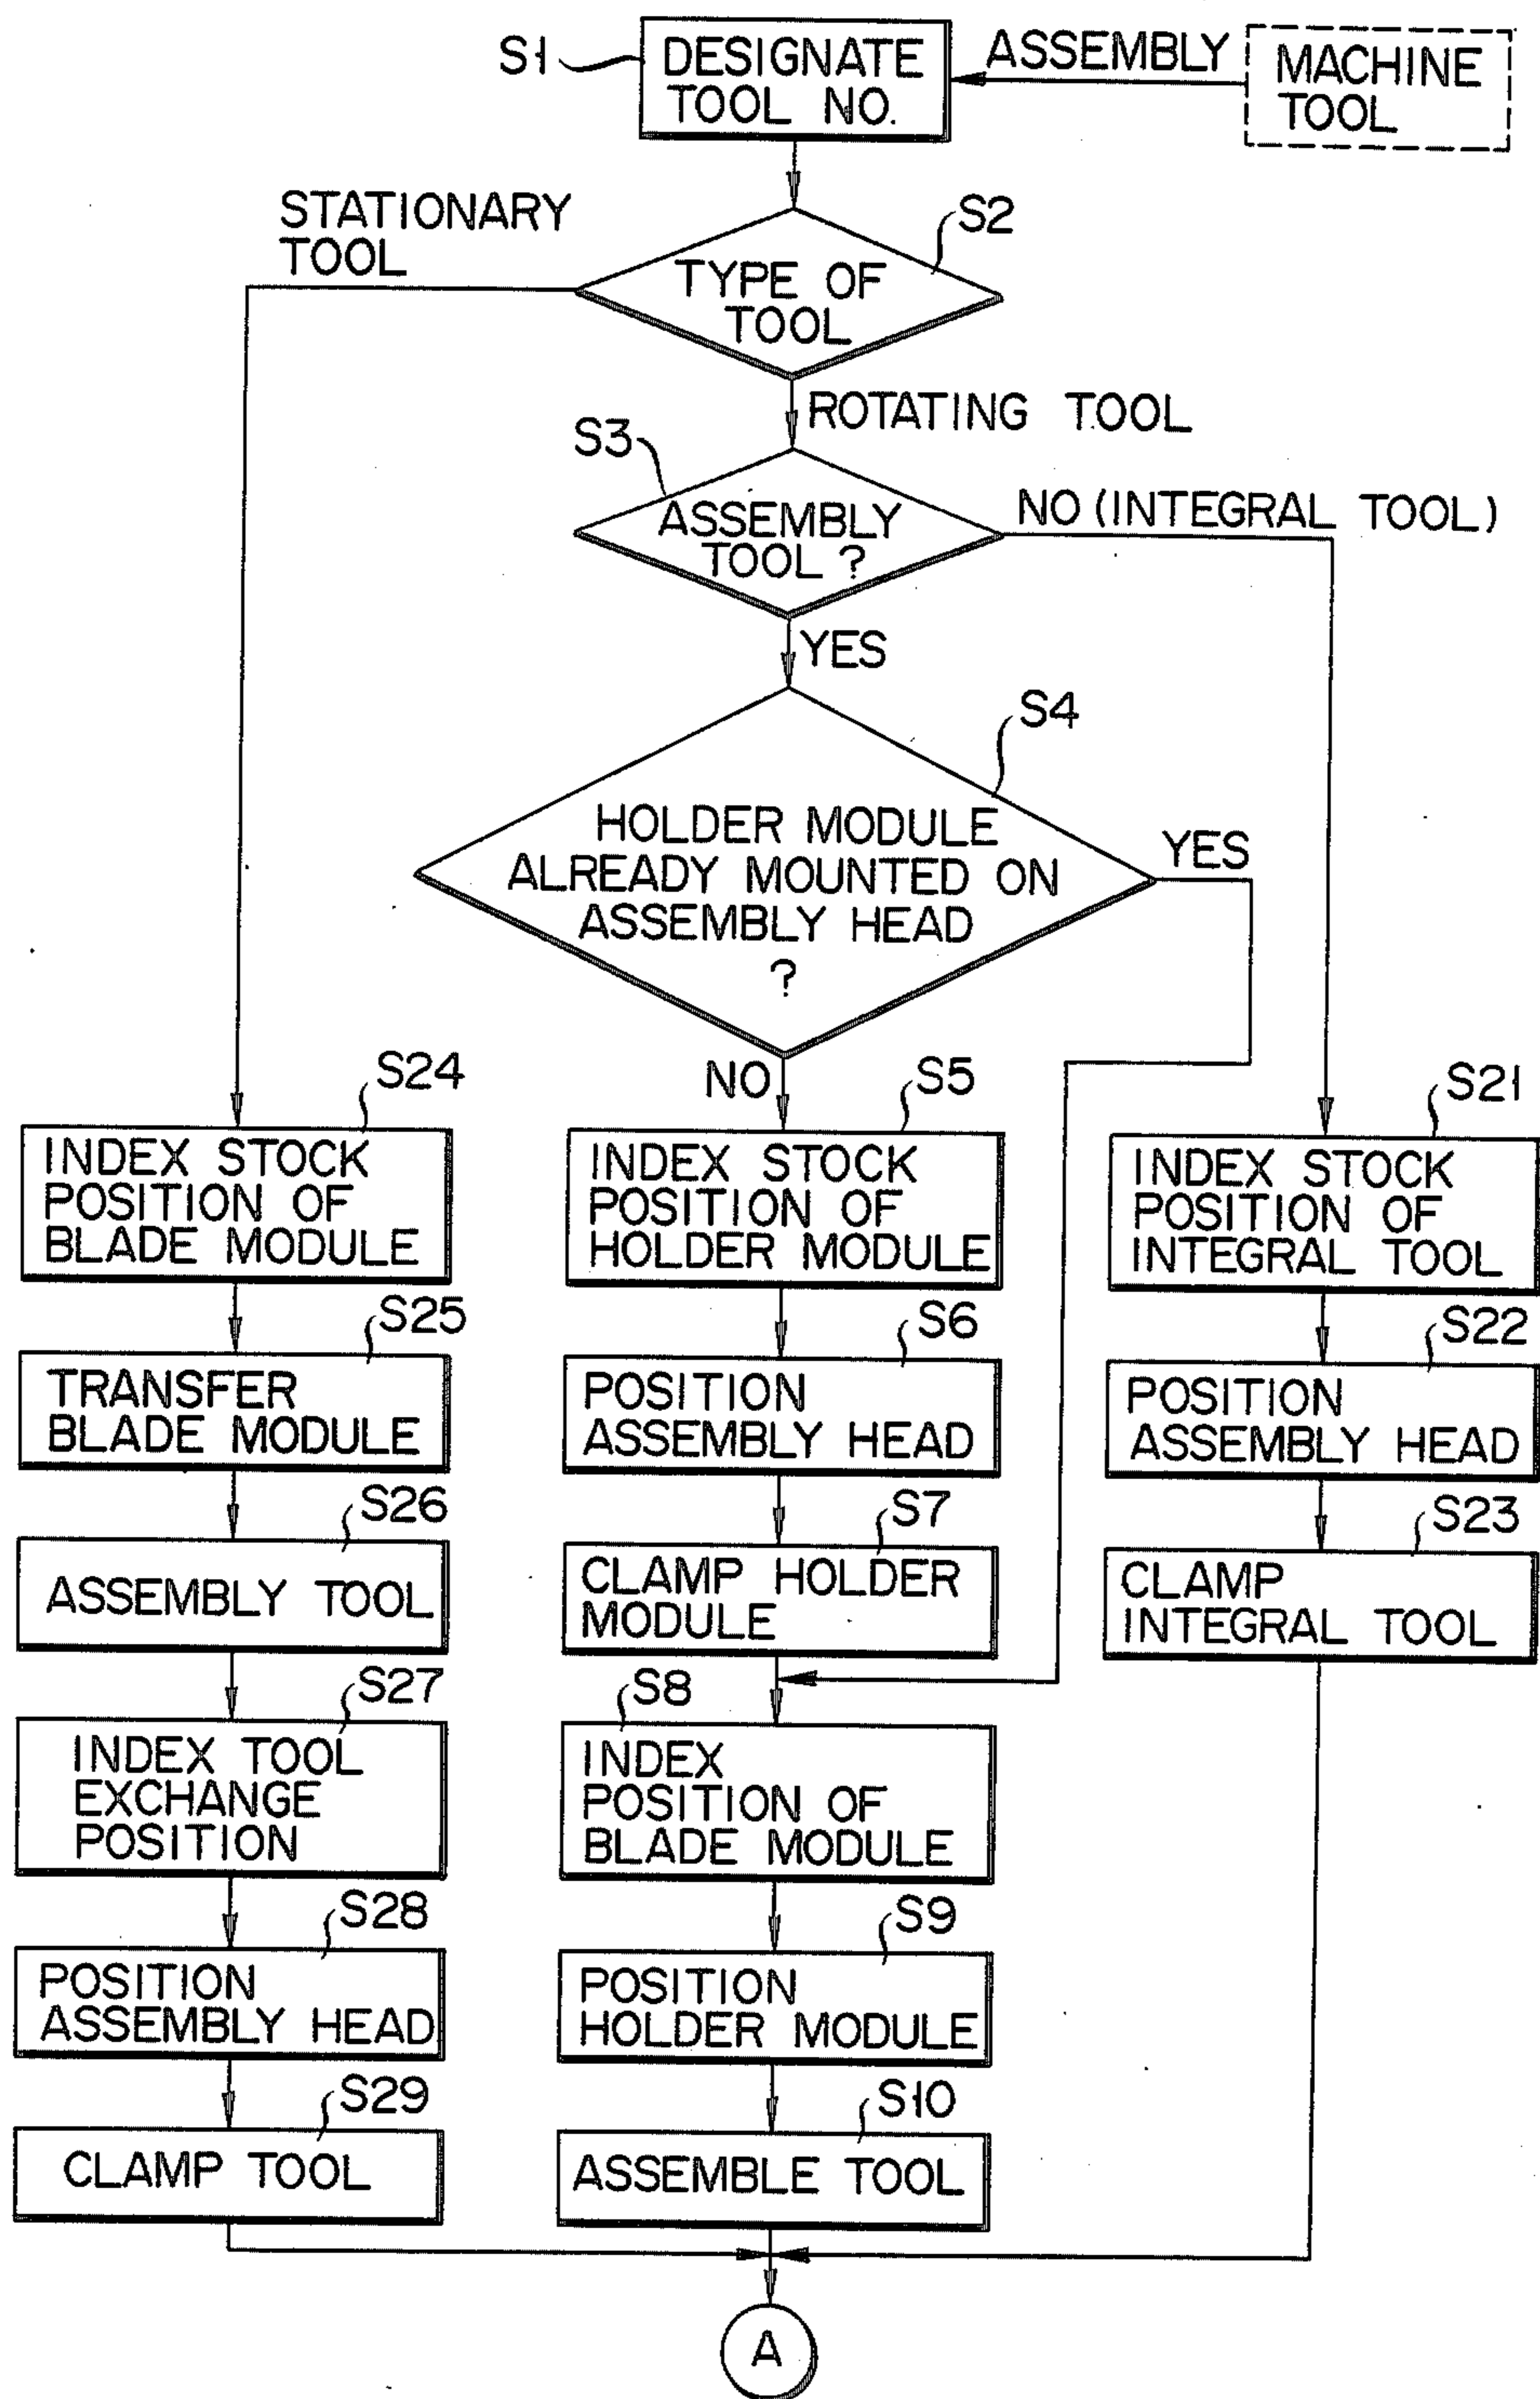 S1
DESIGNATE
TOOL NO.
ASSEMBLY
MACHINE
TOOL
STATIONARY
TOOL
S2
TYPE OF
TOOL
ROTATING TOOL
S3
ASSEMBLY
TOOL ?
NO (INTEGRAL TOOL)
YES
S4
HOLDER MODULE
ALREADY MOUNTED ON
ASSEMBLY HEAD
?
YES
NO
S24
INDEX STOCK
POSITION OF
BLADE MODULE
S25
TRANSFER
BLADE MODULE
S26
ASSEMBLY TOOL
S27
INDEX TOOL
EXCHANGE
POSITION
S28
POSITION
ASSEMBLY HEAD
S29
CLAMP TOOL
S5
INDEX STOCK
POSITION OF
HOLDER MODULE
S6
POSITION
ASSEMBLY HEAD
S7
CLAMP HOLDER
MODULE
S8
INDEX
POSITION OF
BLADE MODULE
S9
POSITION
HOLDER MODULE
S10
ASSEMBLE TOOL
S21
INDEX STOCK
POSITION OF
INTEGRAL TOOL
S22
POSITION
ASSEMBLY HEAD
S23
CLAMP
INTEGRAL TOOL
A